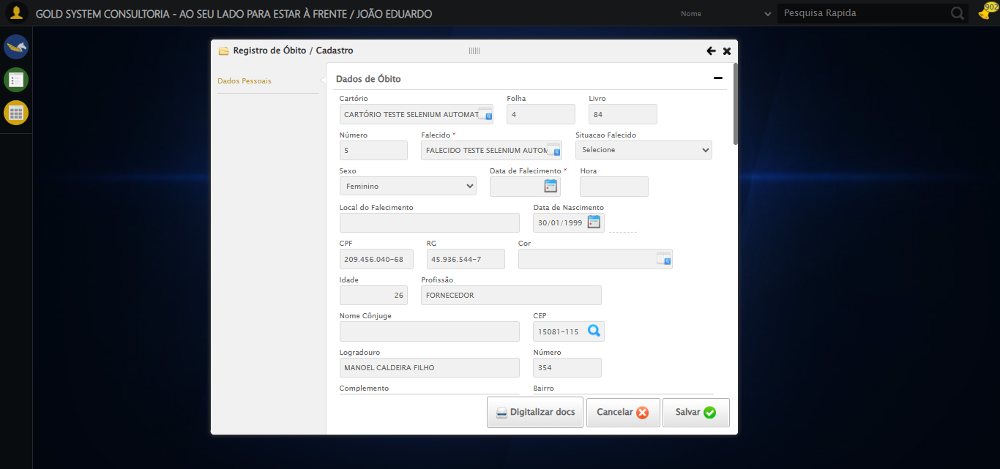 GOLD SYSTEM CONSULTORIA - AO SEU LADO PARA ESTAR À FRENTE / JOÃO EDUARDO
Nome
Pesquisa Rapida
902
Registro de Óbito / Cadastro
Dados Pessoais
Dados de Óbito
Cartório Folha Livro
CARTÓRIO TESTE SELENIUM AUTOMAT 4 84
Número Falecido * Situacao Falecido
5 FALECIDO TESTE SELENIUM AUTOM Selecione
Sexo Data de Falecimento * Hora
Feminino
Local do Falecimento Data de Nascimento
30/01/1999
CPF RG Cor
209.456.040-68 45.936.544-7
Idade Profissão
26 FORNECEDOR
Nome Cônjuge CEP
15081-115
Logradouro Número
MANOEL CALDEIRA FILHO 354
Complemento Bairro
Digitalizar docs Cancelar Salvar